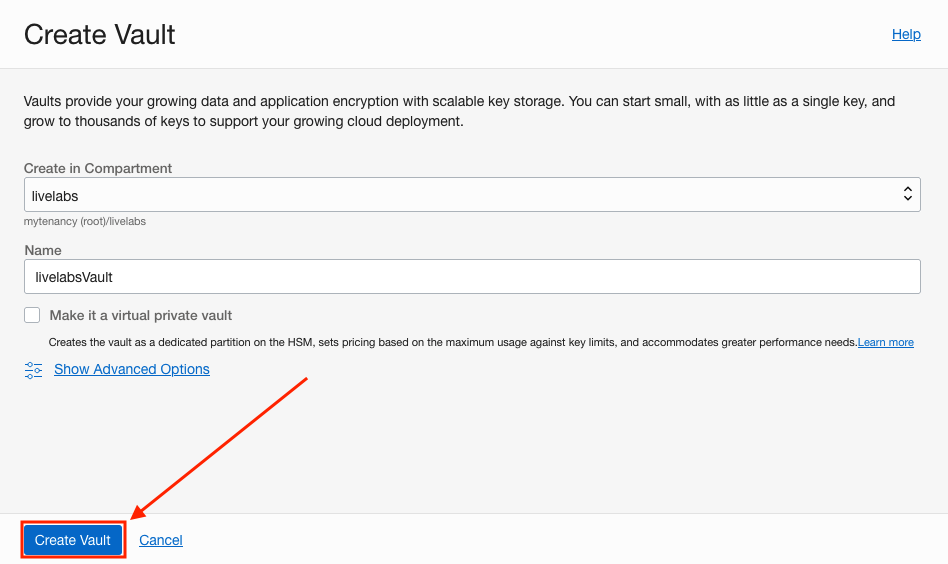 Create Vault
Help
Vaults provide your growing data and application encryption with scalable key storage. You can start small, with as little as a single key, and
grow to thousands of keys to support your growing cloud deployment.
Create in Compartment
livelabs
mytenancy (root)/livelabs
Name
livelabsVault
Make it a virtual private vault
Creates the vault as a dedicated partition on the HSM, sets pricing based on the maximum usage against key limits, and accommodates greater performance needs.Learn more
Show Advanced Options
Create Vault
Cancel